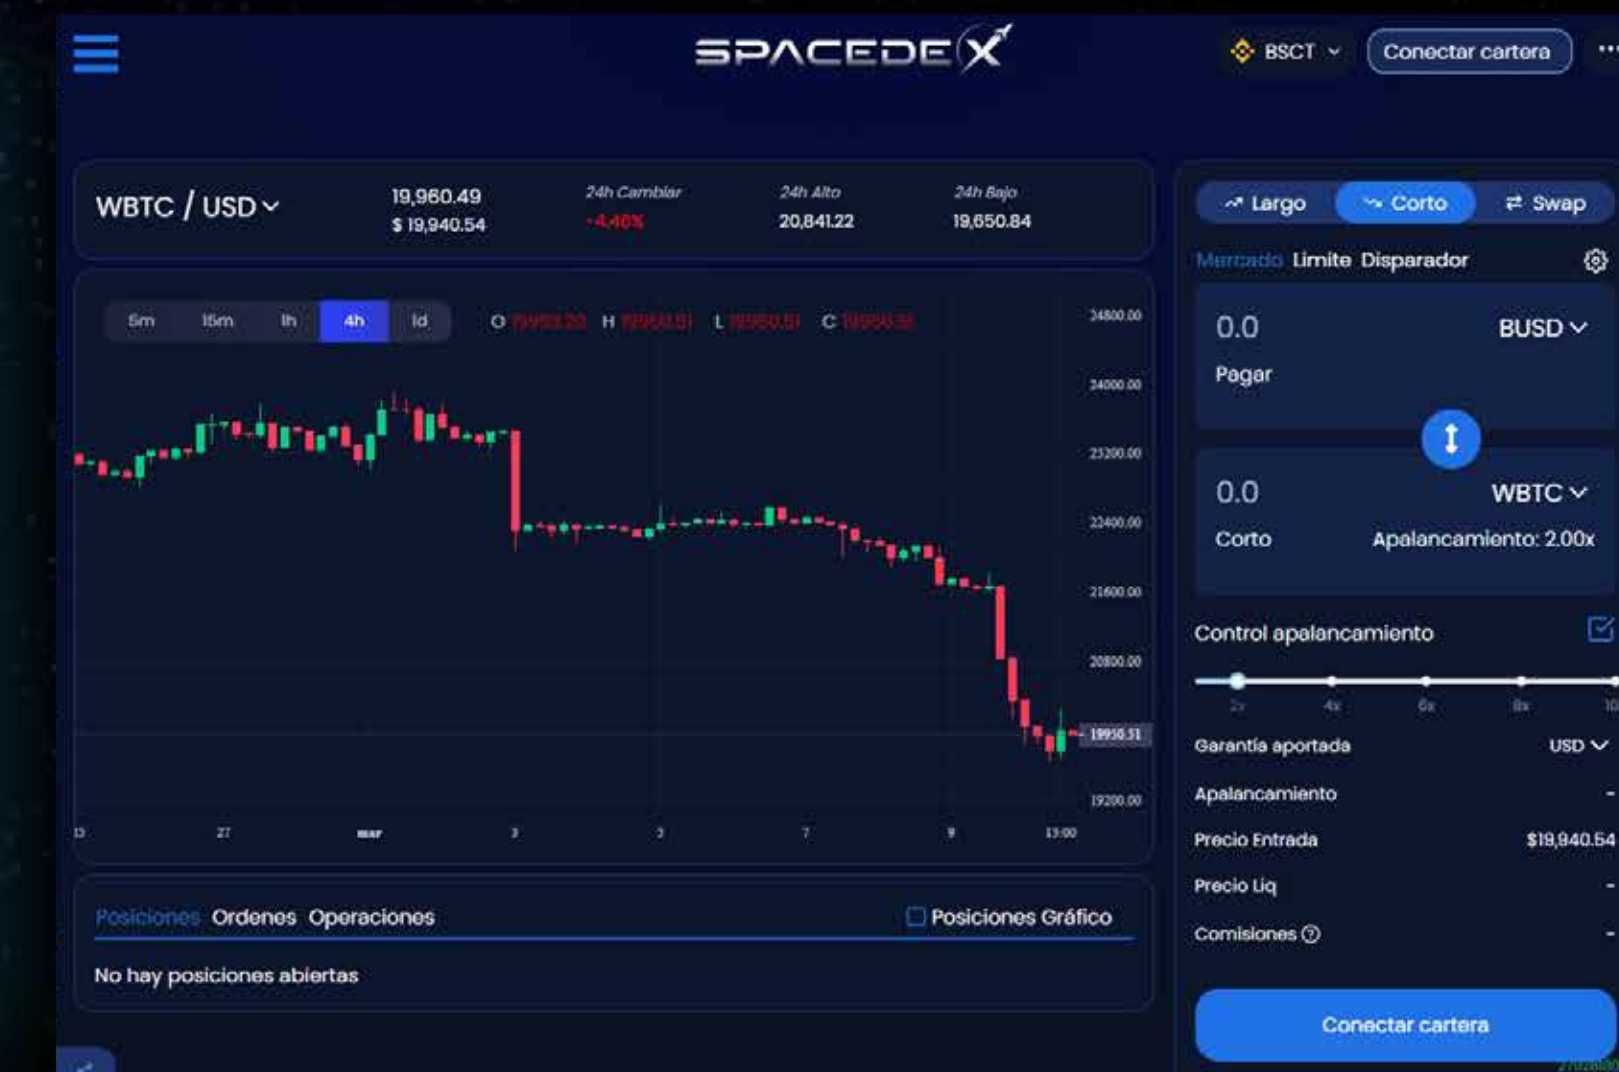 SPACEDEX
BSCT
Conectar cartera
WBTC / USD
19,960.49
$ 19,940.54
24h Cambiar
-4.46%
24h Alto
20,841.22
24h Bajo
19,650.84
Largo
Corto
Swap
Mercado Limite Disparador
5m 15m 1h 4h 1d
O H L C
24800.00
24000.00
23200.00
22400.00
21600.00
20800.00
19950.51
19200.00
27 mar 3 7 9 13:00
0.0 BUSD
Pagar
0.0 WBTC
Corto Apalancamiento: 2.00x
Control apalancamiento
2x 4x 6x 8x 10
Garantía aportada USD
Apalancamiento -
Precio Entrada $19,940.54
Precio Liq -
Comisiones -
Conectar cartera
Posiciones Ordenes Operaciones
Posiciones Gráfico
No hay posiciones abiertas